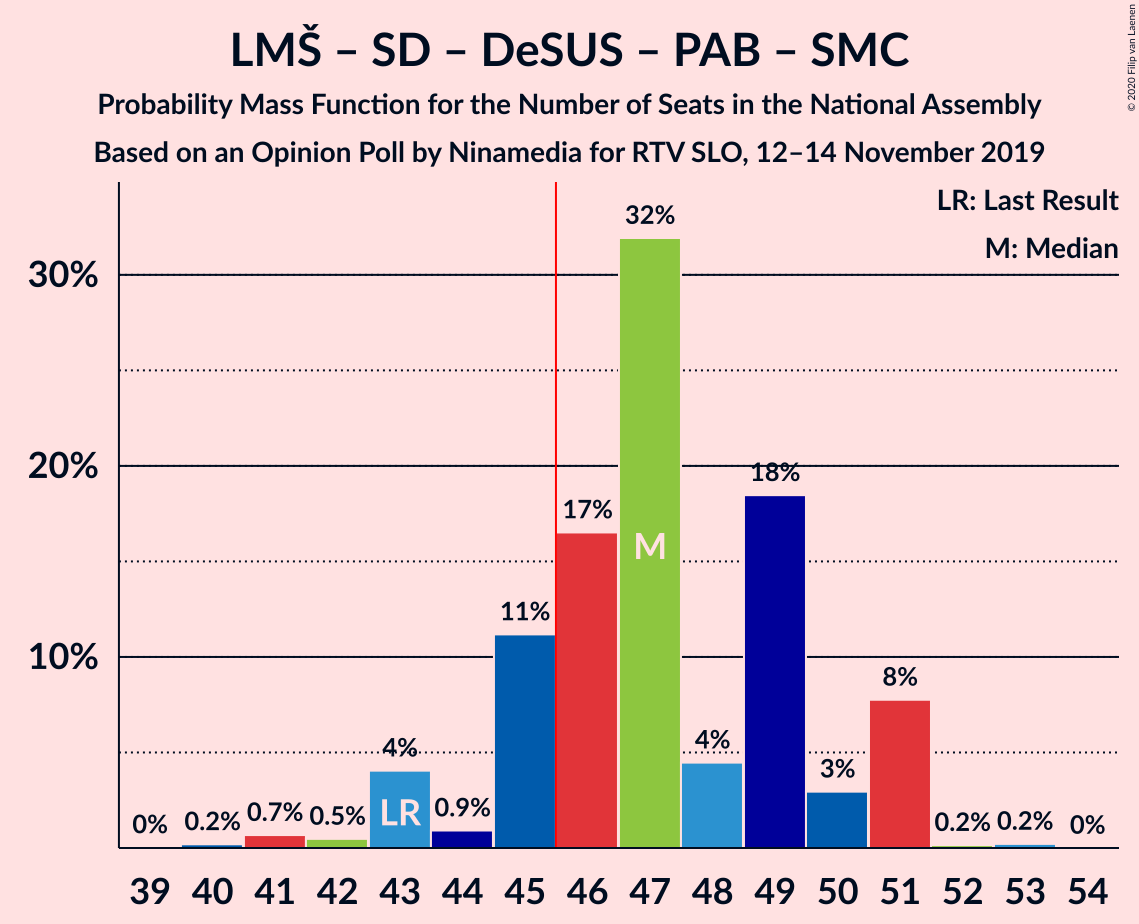 LMŠ – SD – DeSUS – PAB – SMC
Probability Mass Function for the Number of Seats in the National Assembly
Based on an Opinion Poll by Ninamedia for RTV SLO, 12–14 November 2019
© 2020 Filip van Laenen
LR: Last Result
M: Median
30%
20%
10%
0%
0.2%
0.7%
0.5%
4%
LR
0.9%
11%
17%
32%
M
4%
18%
3%
8%
0.2%
0.2%
0%
39 40 41 42 43 44 45 46 47 48 49 50 51 52 53 54